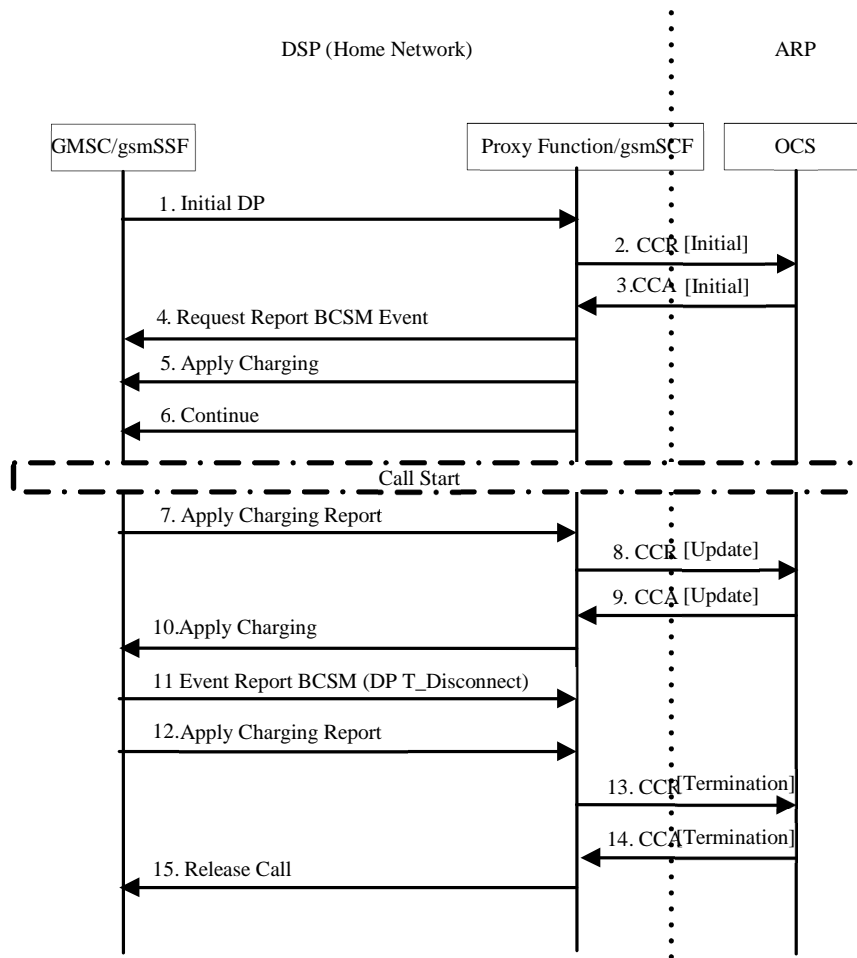 DSP (Home Network)
ARP
GMSC/gsmSSF
Proxy Function/gsmSCF
OCS
1. Initial DP
2. CCR [Initial]
3.CCA [Initial]
4. Request Report BCSM Event
5. Apply Charging
6. Continue
Call Start
7. Apply Charging Report
8. CCR [Update]
9. CCA [Update]
10.Apply Charging
11 Event Report BCSM (DP T_Disconnect)
12.Apply Charging Report
13. CCR[Termination]
14. CCA[Termination]
15. Release Call